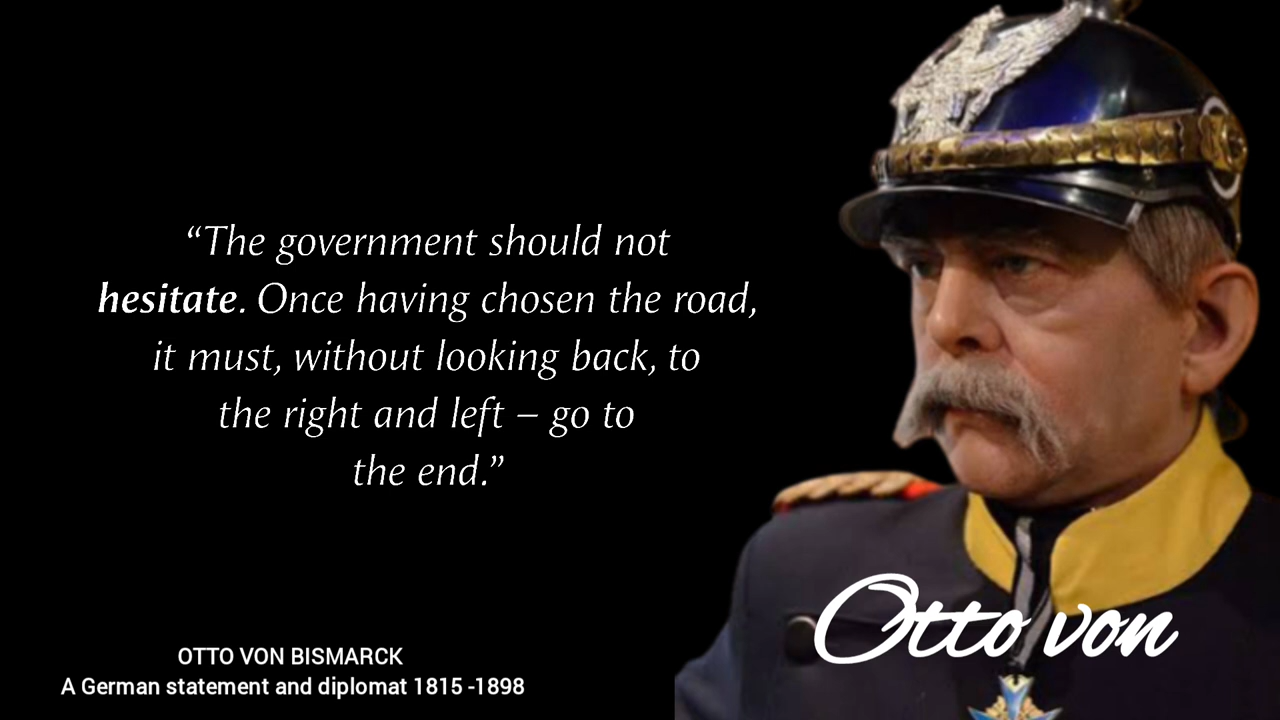 “The government should not
hesitate. Once having chosen the road,
it must, without looking back, to
the right and left – go to
the end.”
Otto von
OTTO VON BISMARCK
A German statement and diplomat 1815 -1898